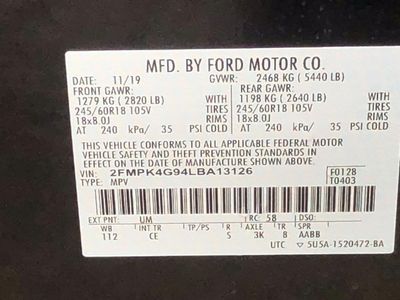 MFD. BY FORD MOTOR CO.
DATE: 11/19 GVWR: 2468 KG ( 5440 LB)
FRONT GAWR: REAR GAWR:
1279 KG ( 2820 LB) WITH 1198 KG ( 2640 LB) WITH
245/60R18 105V TIRES 245/60R18 105V TIRES
18x8.0J RIMS 18x8.0J RIMS
AT 240 kPa/ 35 PSI COLD AT 240 kPa/ 35 PSI COLD
THIS VEHICLE CONFORMS TO ALL APPLICABLE FEDERAL MOTOR
VEHICLE SAFETY AND THEFT PREVENTION STANDARDS IN EFFECT ON THE
DATE OF MANUFACTURE SHOWN ABOVE.
VIN: 2FMPK4G94LBA13126 F0128
TYPE: MPV T0403
EXT PNT: UM RC: 58 DSO:
WB INT TR TP/PS R AXLE TR SPR
112 CE 5 3K 8 AABB
UTC 5USA-1520472-BA